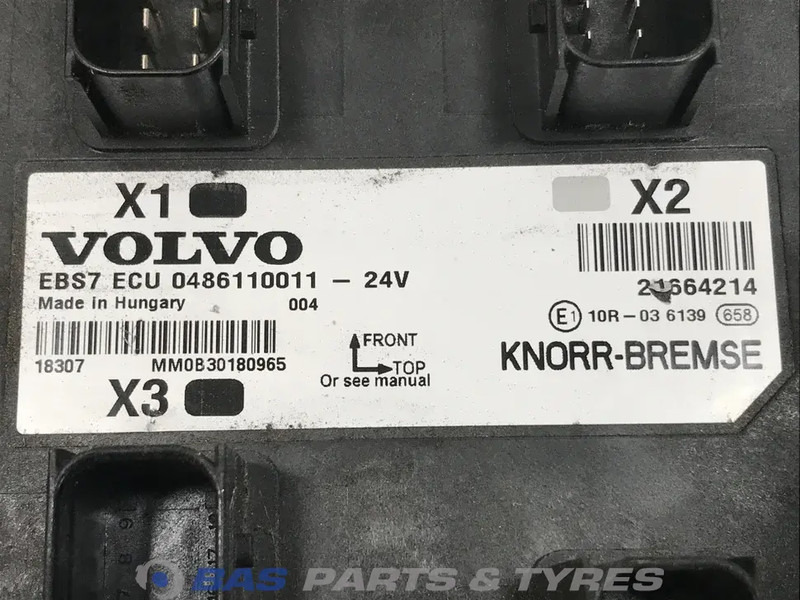 X1
X2
VOLVO
EBS7 ECU 0486110011 - 24V
Made in Hungary 004
E1 10R-03 6139 658
18307 MM0B30180965
FRONT
TOP
Or see manual
KNORR-BREMSE
X3
BAS PARTS & TYRES